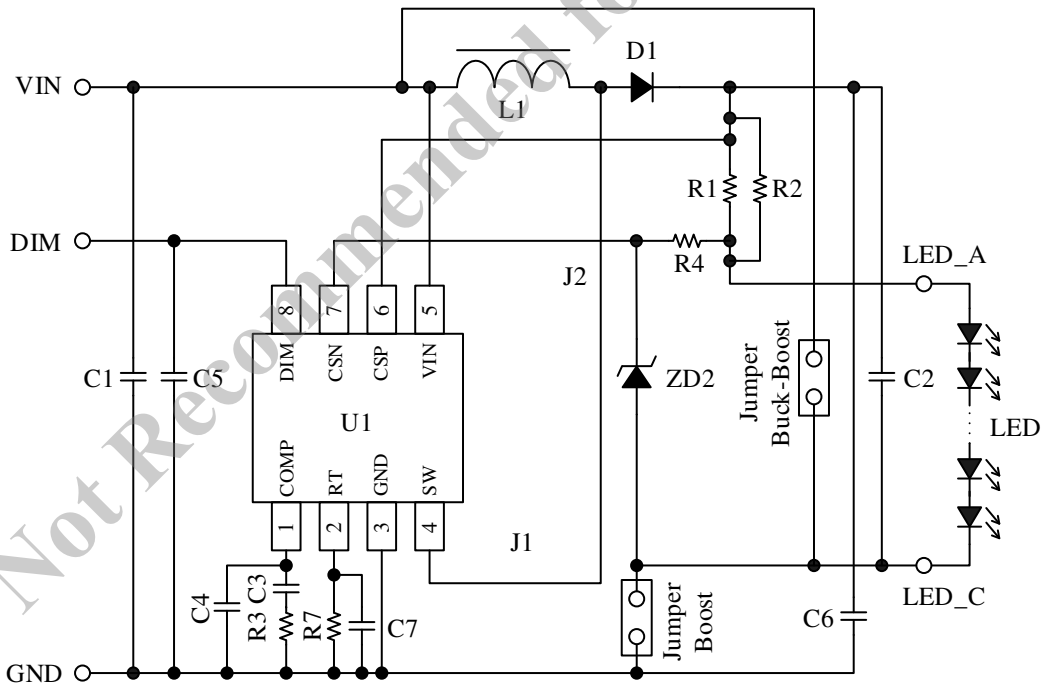 Not Recommended fo
VIN
L1
D1
R1
R2
DIM
R4
LED_A
J2
8
7
6
5
DIM
CSN
CSP
VIN
C1
C5
U1
ZD2
Jumper
Buck-Boost
C2
LED
COMP
RT
GND
SW
1
2
3
4
J1
C4
C3
R3
R7
C7
Jumper
Boost
C6
LED_C
GND